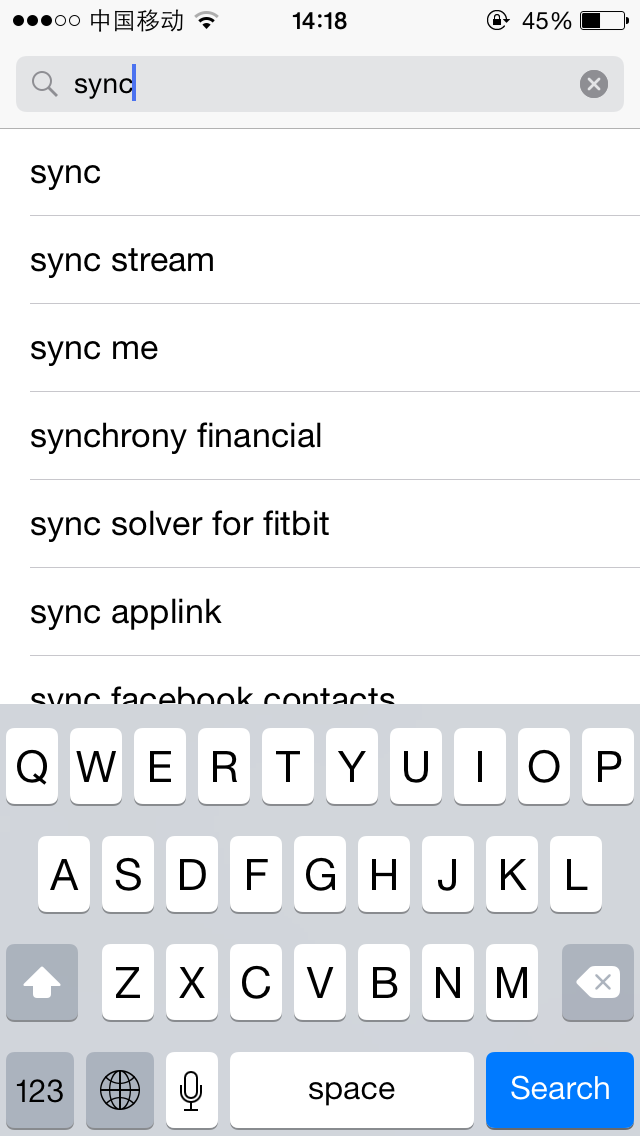 中国移动 14:18 45%
sync
sync
sync stream
sync me
synchrony financial
sync solver for fitbit
sync applink
sync facebook contacts
Q W E R T Y U I O P
A S D F G H J K L
Z X C V B N M
123 space Search